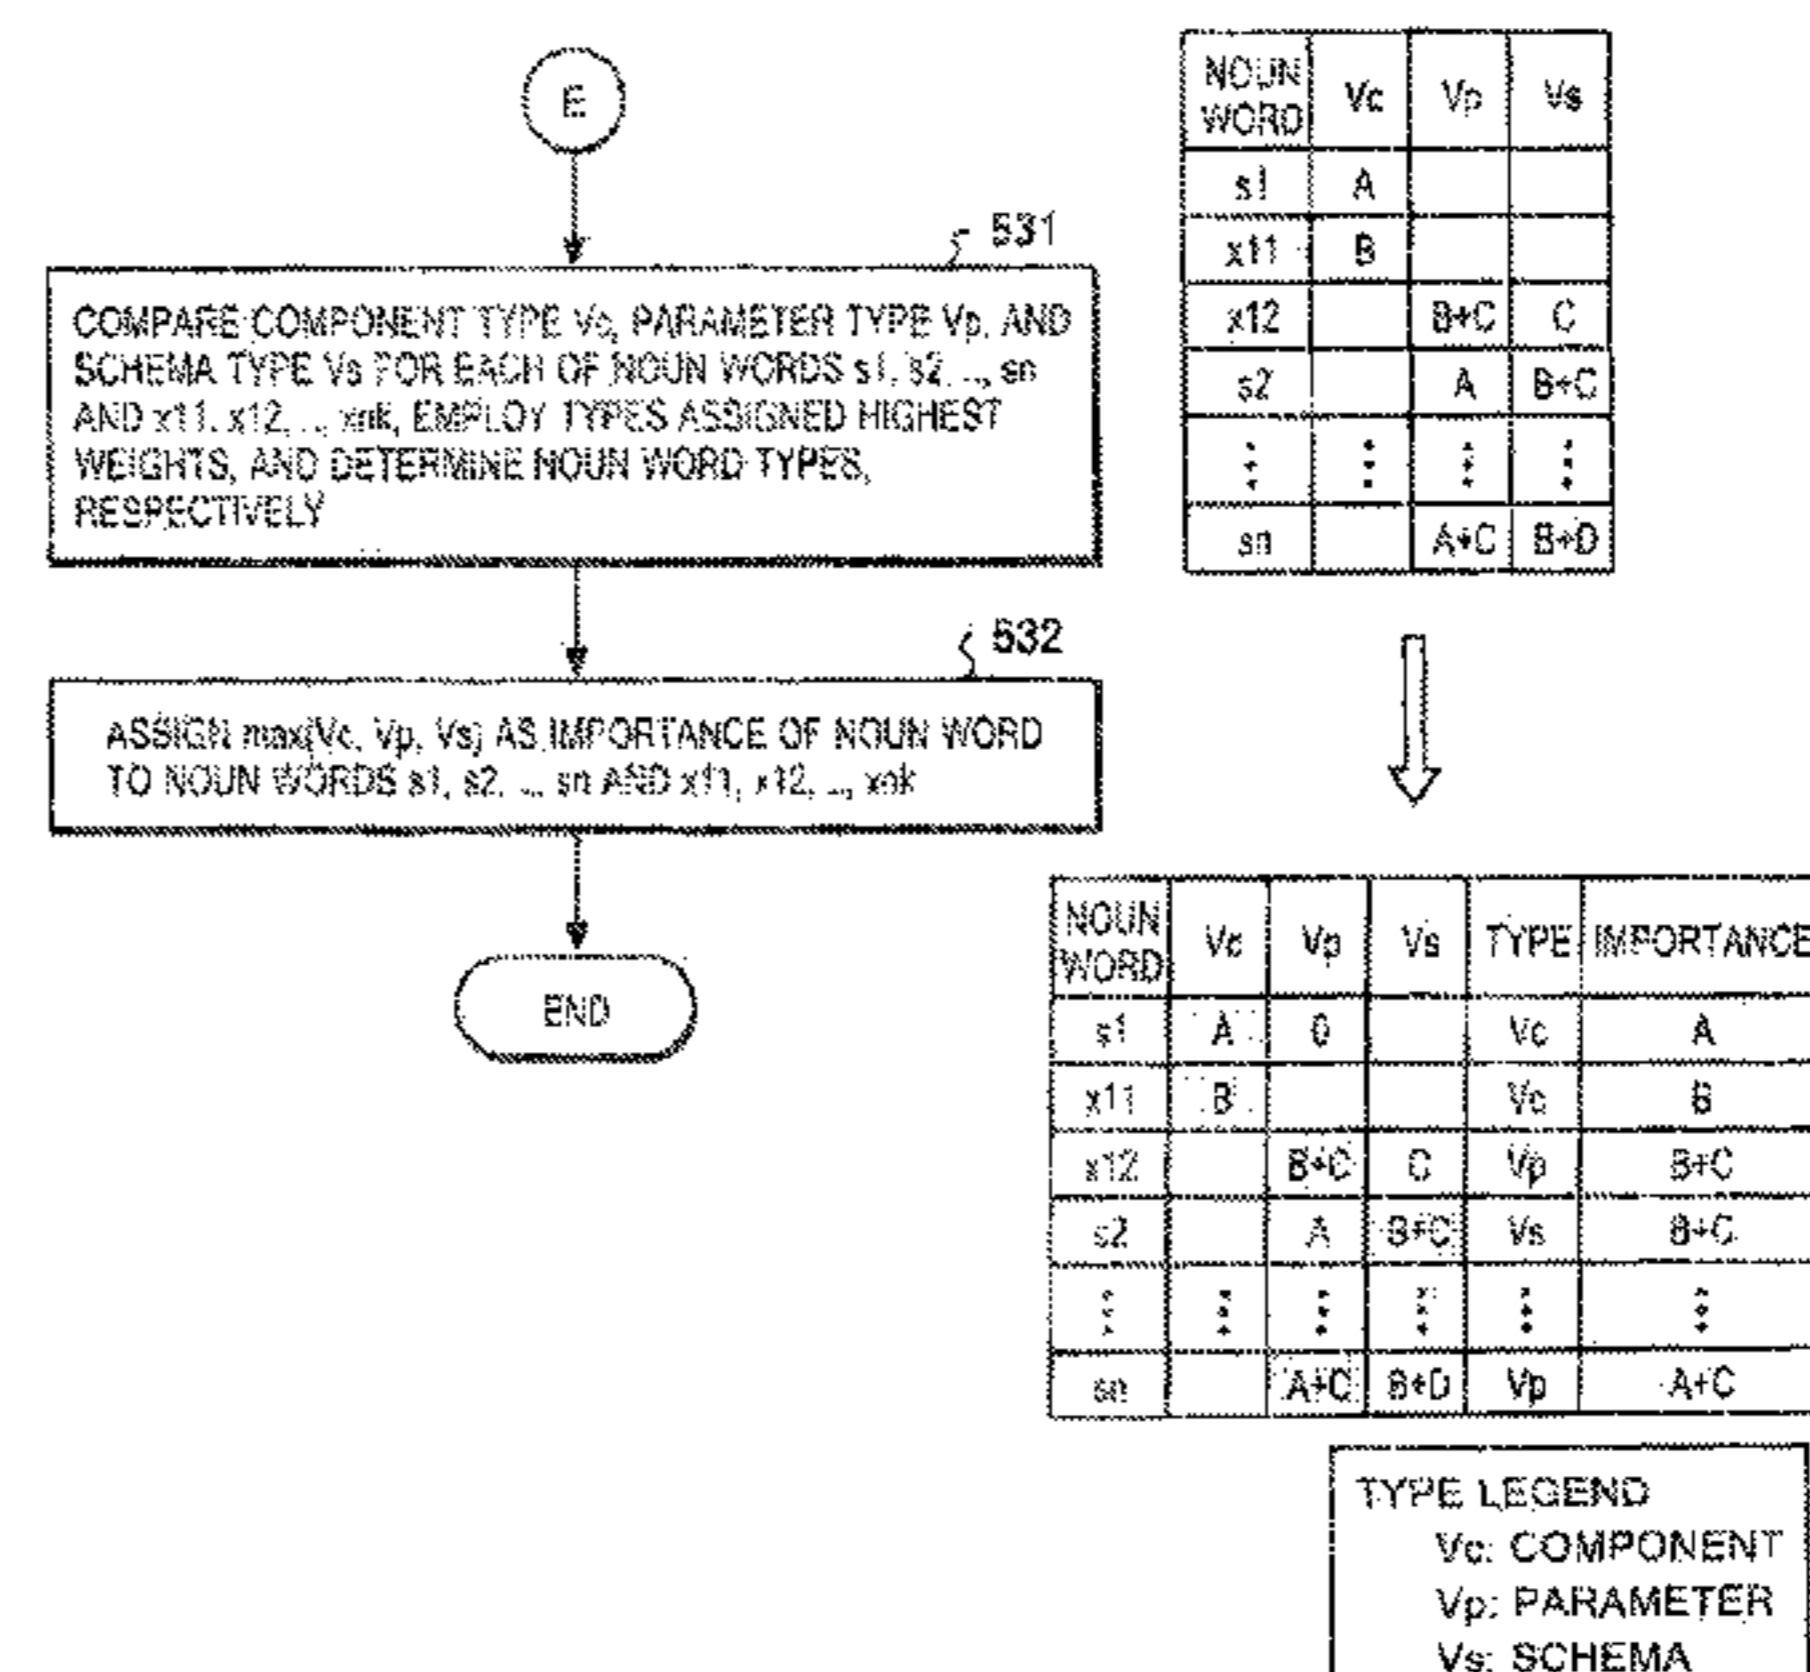 E
531
COMPARE COMPONENT TYPE Vc, PARAMETER TYPE Vp, AND
SCHEMA TYPE Vs FOR EACH OF NOUN WORDS s1, s2, .., sn
AND x11, x12, .., xnk, EMPLOY TYPES ASSIGNED HIGHEST
WEIGHTS, AND DETERMINE NOUN WORD TYPES,
RESPECTIVELY
532
ASSIGN max(Vc, Vp, Vs) AS IMPORTANCE OF NOUN WORD
TO NOUN WORDS s1, s2, .., sn AND x11, x12, .., xnk
END
NOUN WORD Vc Vp Vs
s1 A
x11 B
x12 B+C C
s2 A B+C
sn A+C B+D
NOUN WORD Vc Vp Vs TYPE IMPORTANCE
s1 A 0 Vc A
x11 B Vc B
x12 B+C C Vp B+C
s2 A B+C Vs B+C
sn A+C B+D Vp A+C
TYPE LEGEND
Vc: COMPONENT
Vp: PARAMETER
Vs: SCHEMA